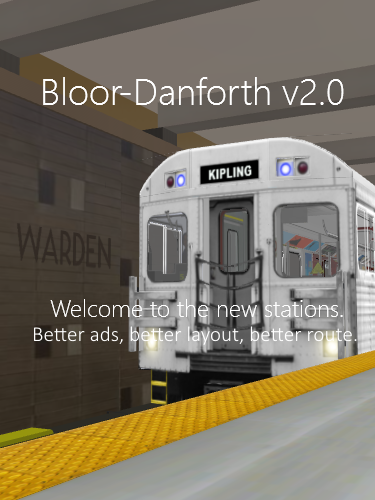 Bloor-Danforth v2.0
KIPLING
WARDEN
Welcome to the new stations.
Better ads, better layout, better route.